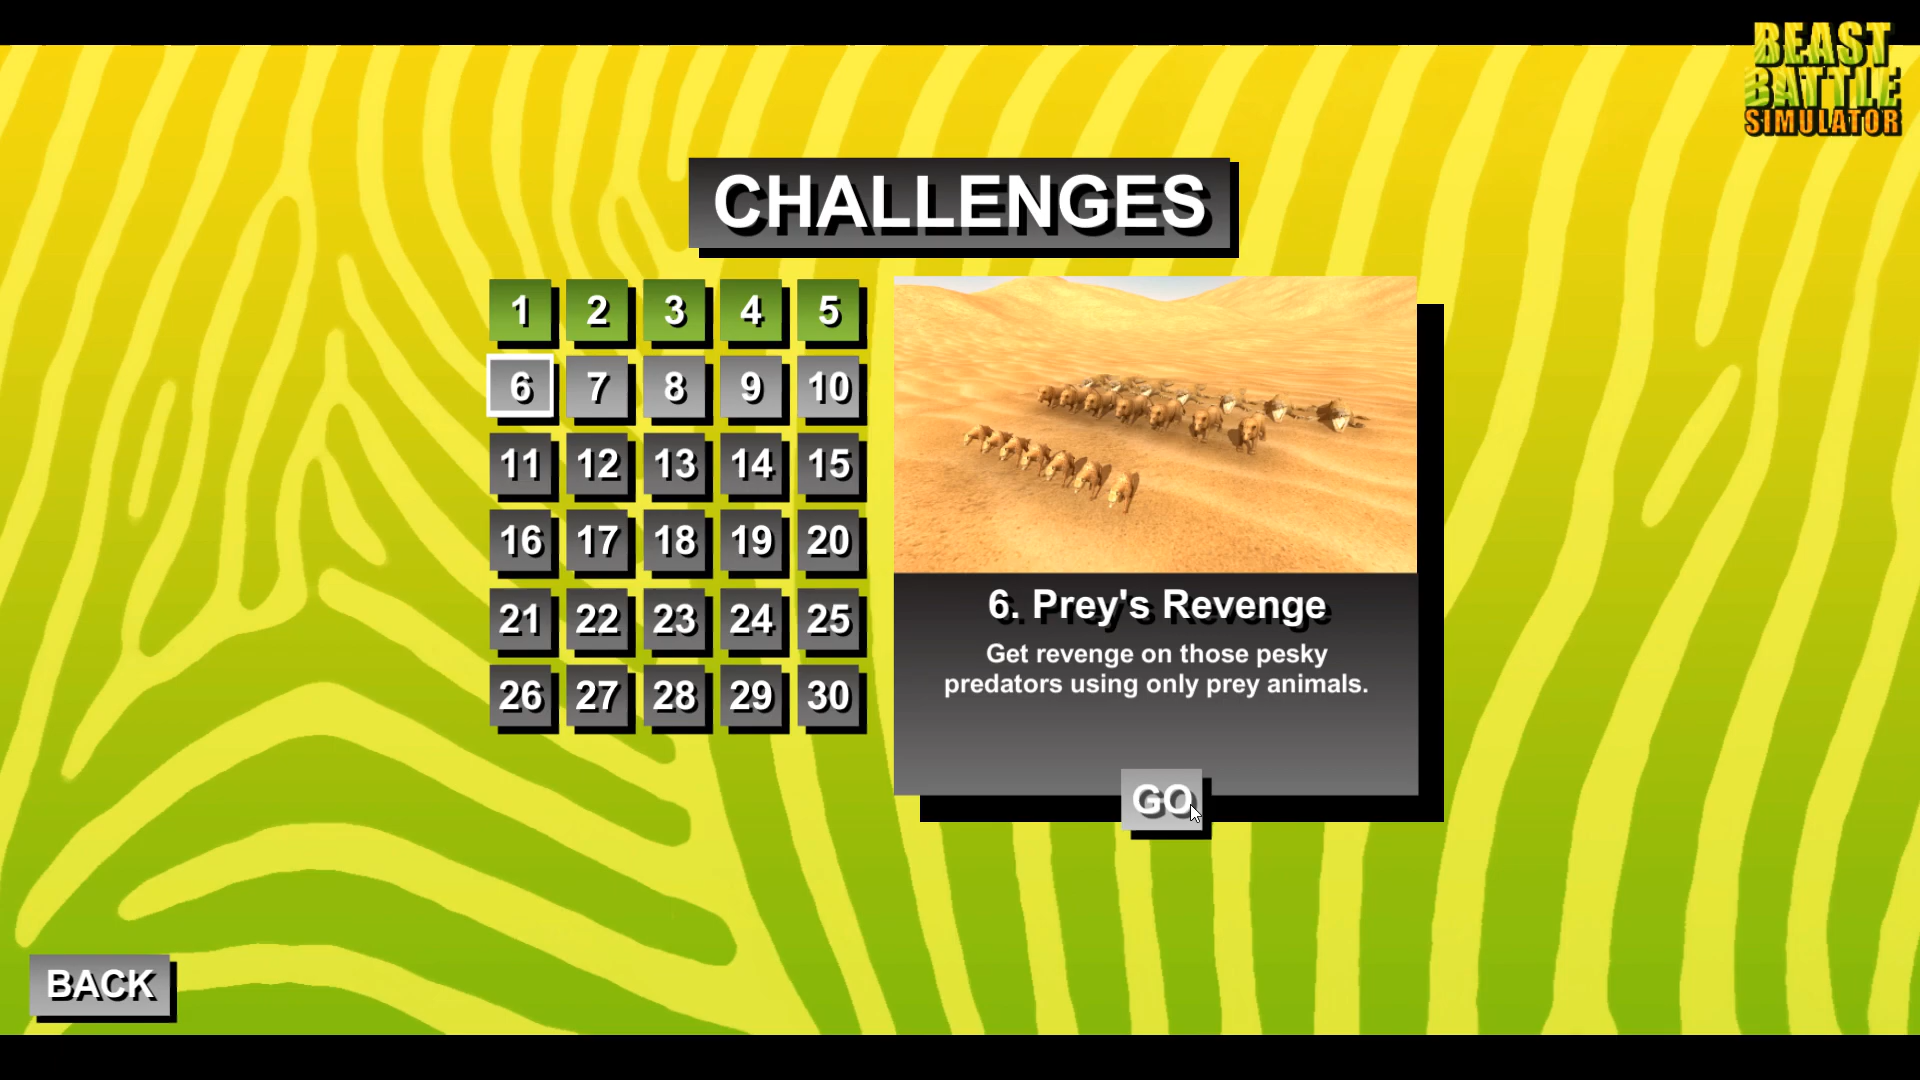 BEAST
BATTLE
SIMULATOR
CHALLENGES
1 2 3 4 5
6 7 8 9 10
11 12 13 14 15
16 17 18 19 20
21 22 23 24 25
26 27 28 29 30
6. Prey's Revenge
Get revenge on those pesky
predators using only prey animals.
GO
BACK